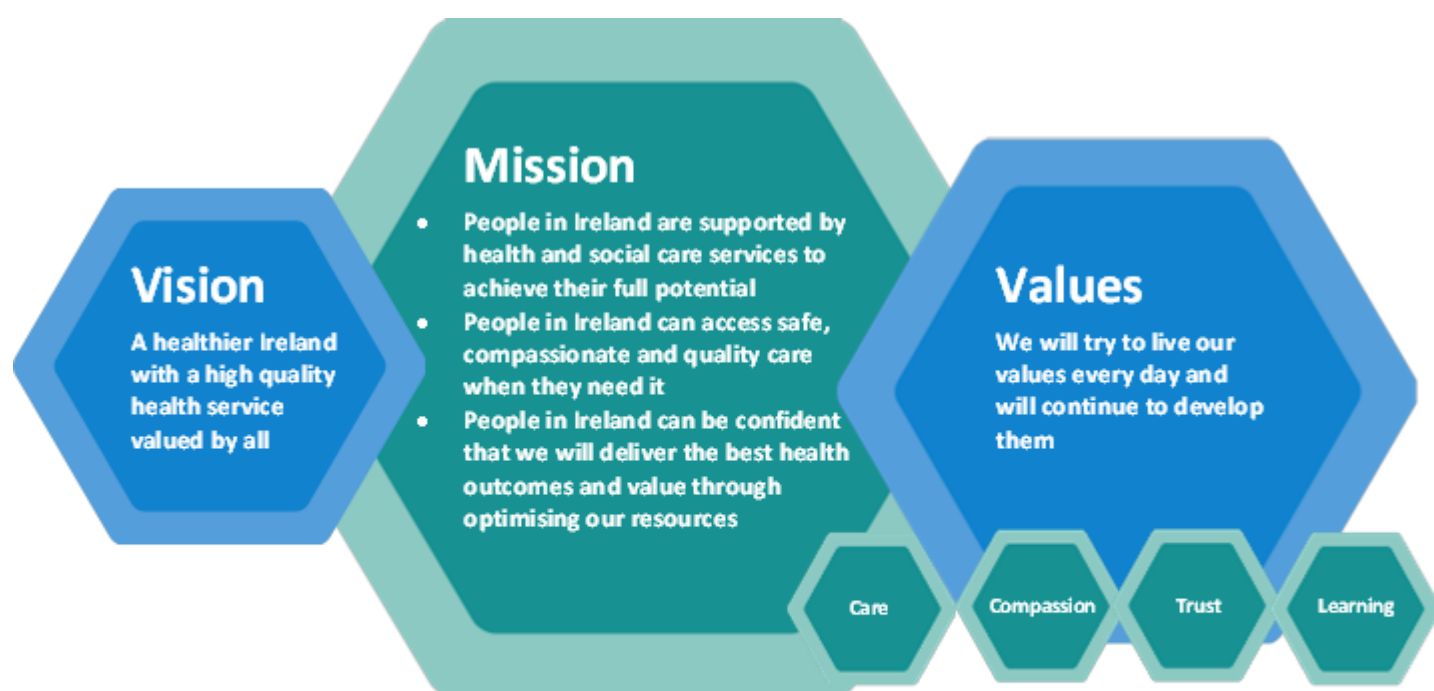 Vision
A healthier Ireland
with a high quality
health service
valued by all
Mission
• People in Ireland are supported by
health and social care services to
achieve their full potential
• People in Ireland can access safe,
compassionate and quality care
when they need it
• People in Ireland can be confident
that we will deliver the best health
outcomes and value through
optimising our resources
Values
We will try to live our
values every day and
will continue to develop
them
Care
Compassion
Trust
Learning